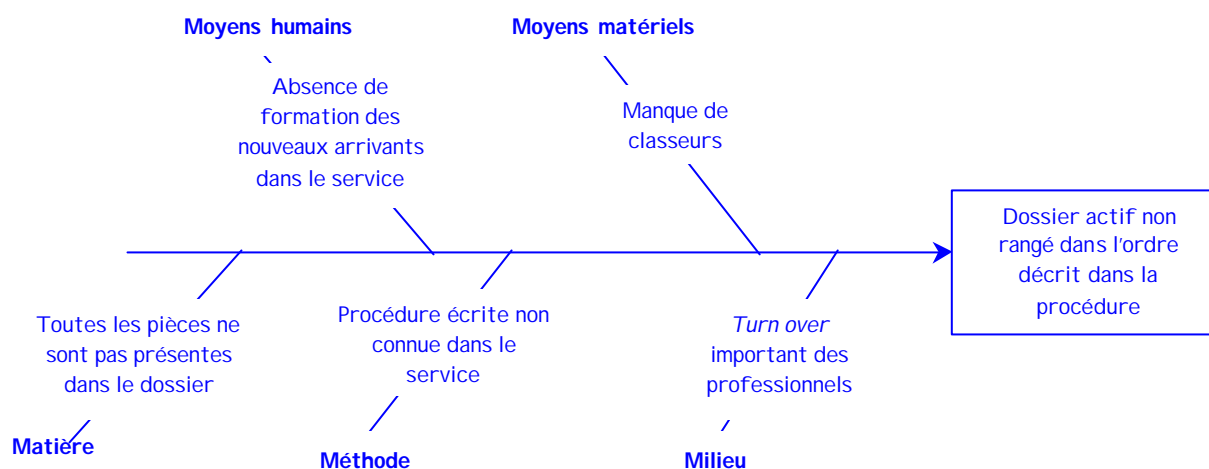 Moyens humains
Moyens matériels
Absence de
formation des
nouveaux arrivants
dans le service
Manque de
classeurs
Dossier actif non
rangé dans l'ordre
décrit dans la
procédure
Toutes les pièces ne
sont pas présentes
dans le dossier
Procédure écrite non
connue dans le
service
Turn over
important des
professionnels
Matière
Méthode
Milieu